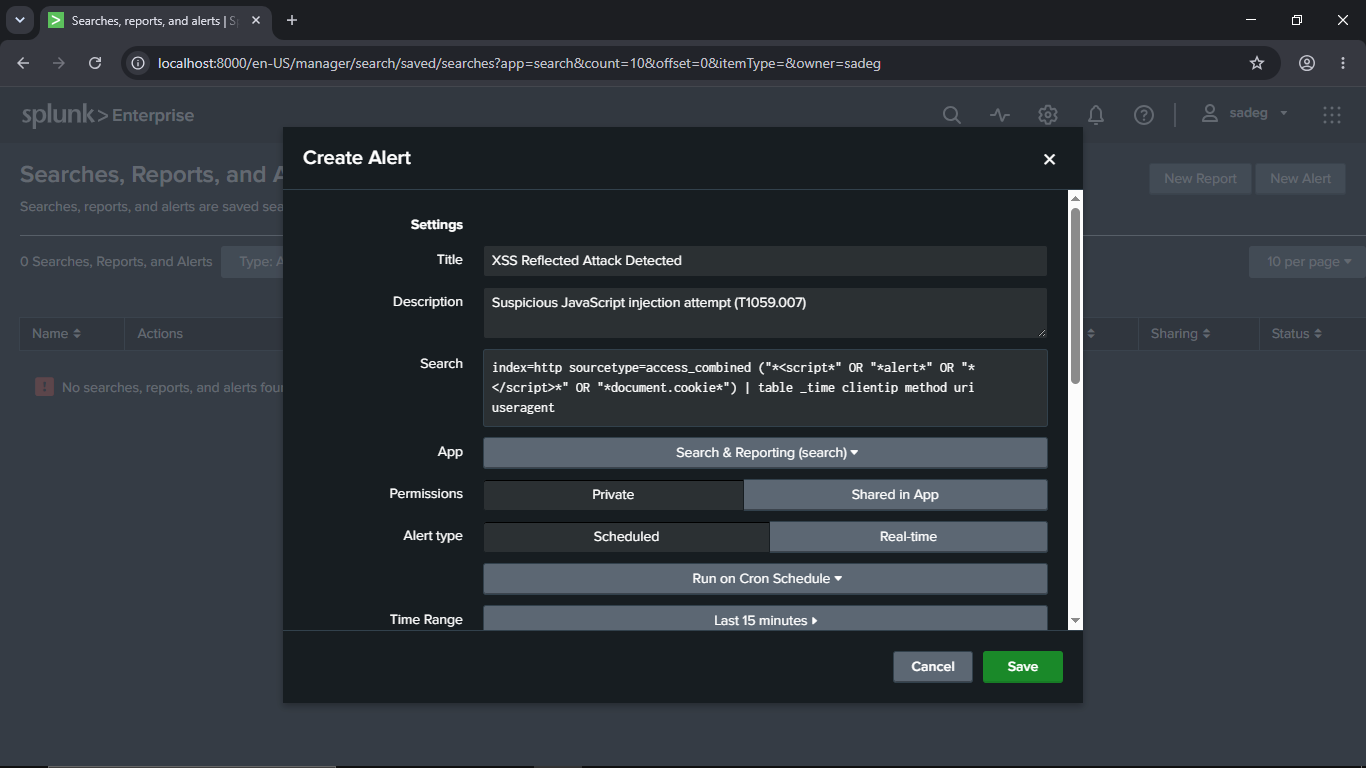 Searches, reports, and alerts | S
localhost:8000/en-US/manager/search/saved/searches?app=search&count=10&offset=0&itemType=&owner=sadeg
splunk> Enterprise
sadeg
Create Alert
Searches, Reports, and A
New Report
New Alert
Searches, reports, and alerts are saved sea
0 Searches, Reports, and Alerts
Type: A
10 per page
Name
Actions
Sharing
Status
No searches, reports, and alerts four
Settings
Title
XSS Reflected Attack Detected
Description
Suspicious JavaScript injection attempt (T1059.007)
Search
index=http sourcetype=access_combined ("*<script*" OR "*alert*" OR "*
</script>*" OR "*document.cookie*") | table _time clientip method uri
useragent
App
Search & Reporting (search)
Permissions
Private
Shared in App
Alert type
Scheduled
Real-time
Run on Cron Schedule
Time Range
Last 15 minutes
Cancel
Save